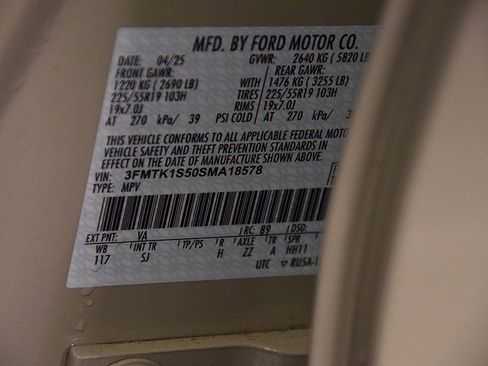 MFD. BY FORD MOTOR CO.
DATE: 04/25 GVWR: 2640 KG (5820 LB
FRONT GAWR: REAR GAWR:
1220 KG (2690 LB) WITH 1476 KG (3255 LB)
225/55R19 103H TIRES 225/55R19 103H
19x7.0J RIMS 19x7.0J
AT 270 kPa/ 39 PSI COLD AT 270 kPa/ 39
THIS VEHICLE CONFORMS TO ALL APPLICABLE FEDERAL MOTO
VEHICLE SAFETY AND THEFT PREVENTION STANDARDS IN
EFFECT ON THE DATE OF MANUFACTURE SHOWN ABOVE.
VIN: 3FMTK1S50SMA18578
TYPE: MPV
EXT PNT: VA RC: 89 DSO:
WB INT TR TP/PS R AXLE TR SPR
117 SJ H ZZ A HH11
UTC ▽ RU5A-1